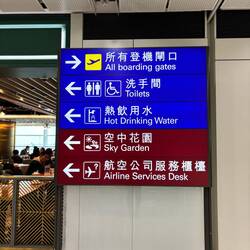 所有登機閘口
All boarding gates
洗手間
Toilets
熱飲用水
Hot Drinking Water
空中花園
Sky Garden
航空公司服務櫃檯
Airline Services Desk